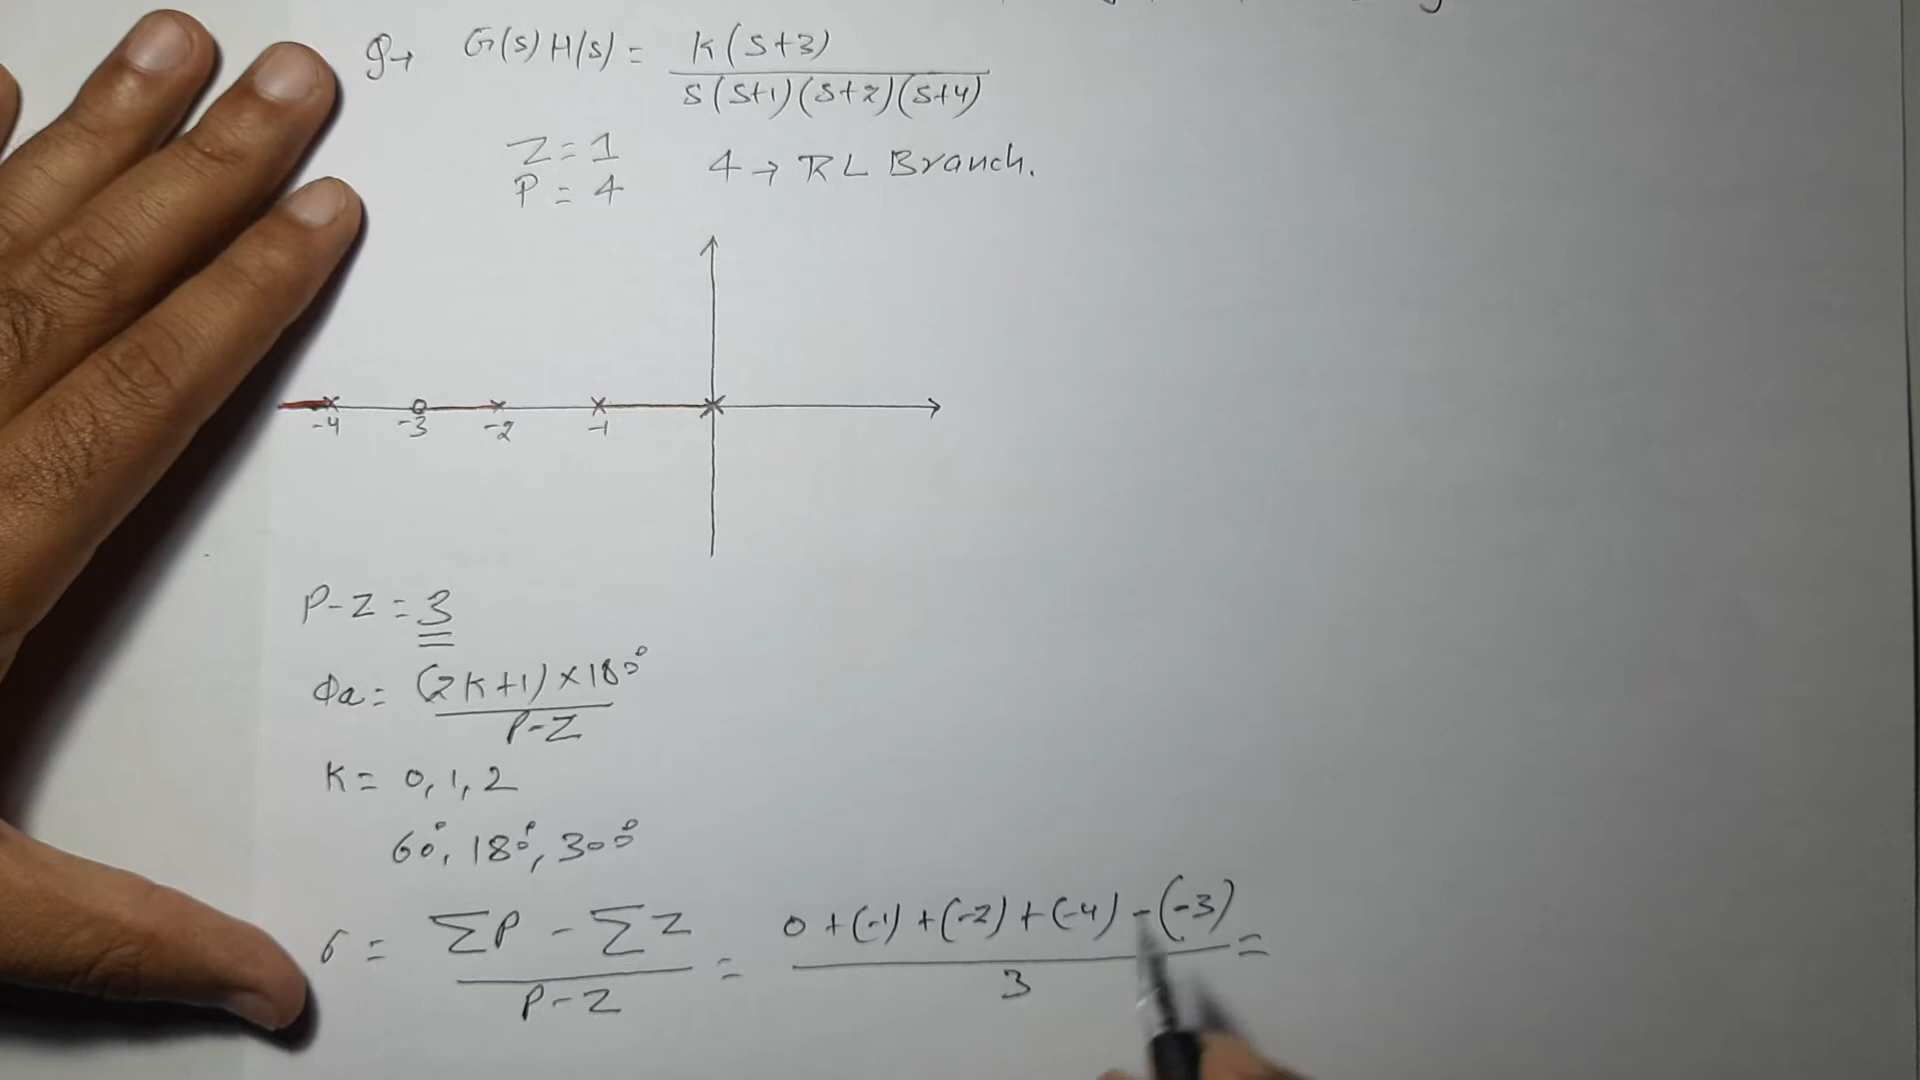 Q→ G(s)H(s) = K(s+3)
s(s+1)(s+2)(s+4)
Z = 1
P = 4
4 → RL Branch.
-4 -3 -2 -1
P-Z = 3
Φa = (2K+1)×180°
P-Z
K = 0, 1, 2
60°, 180°, 300°
σ = ΣP - ΣZ = 0+(-1)+(-2)+(-4)-(-3) =
P-Z 3